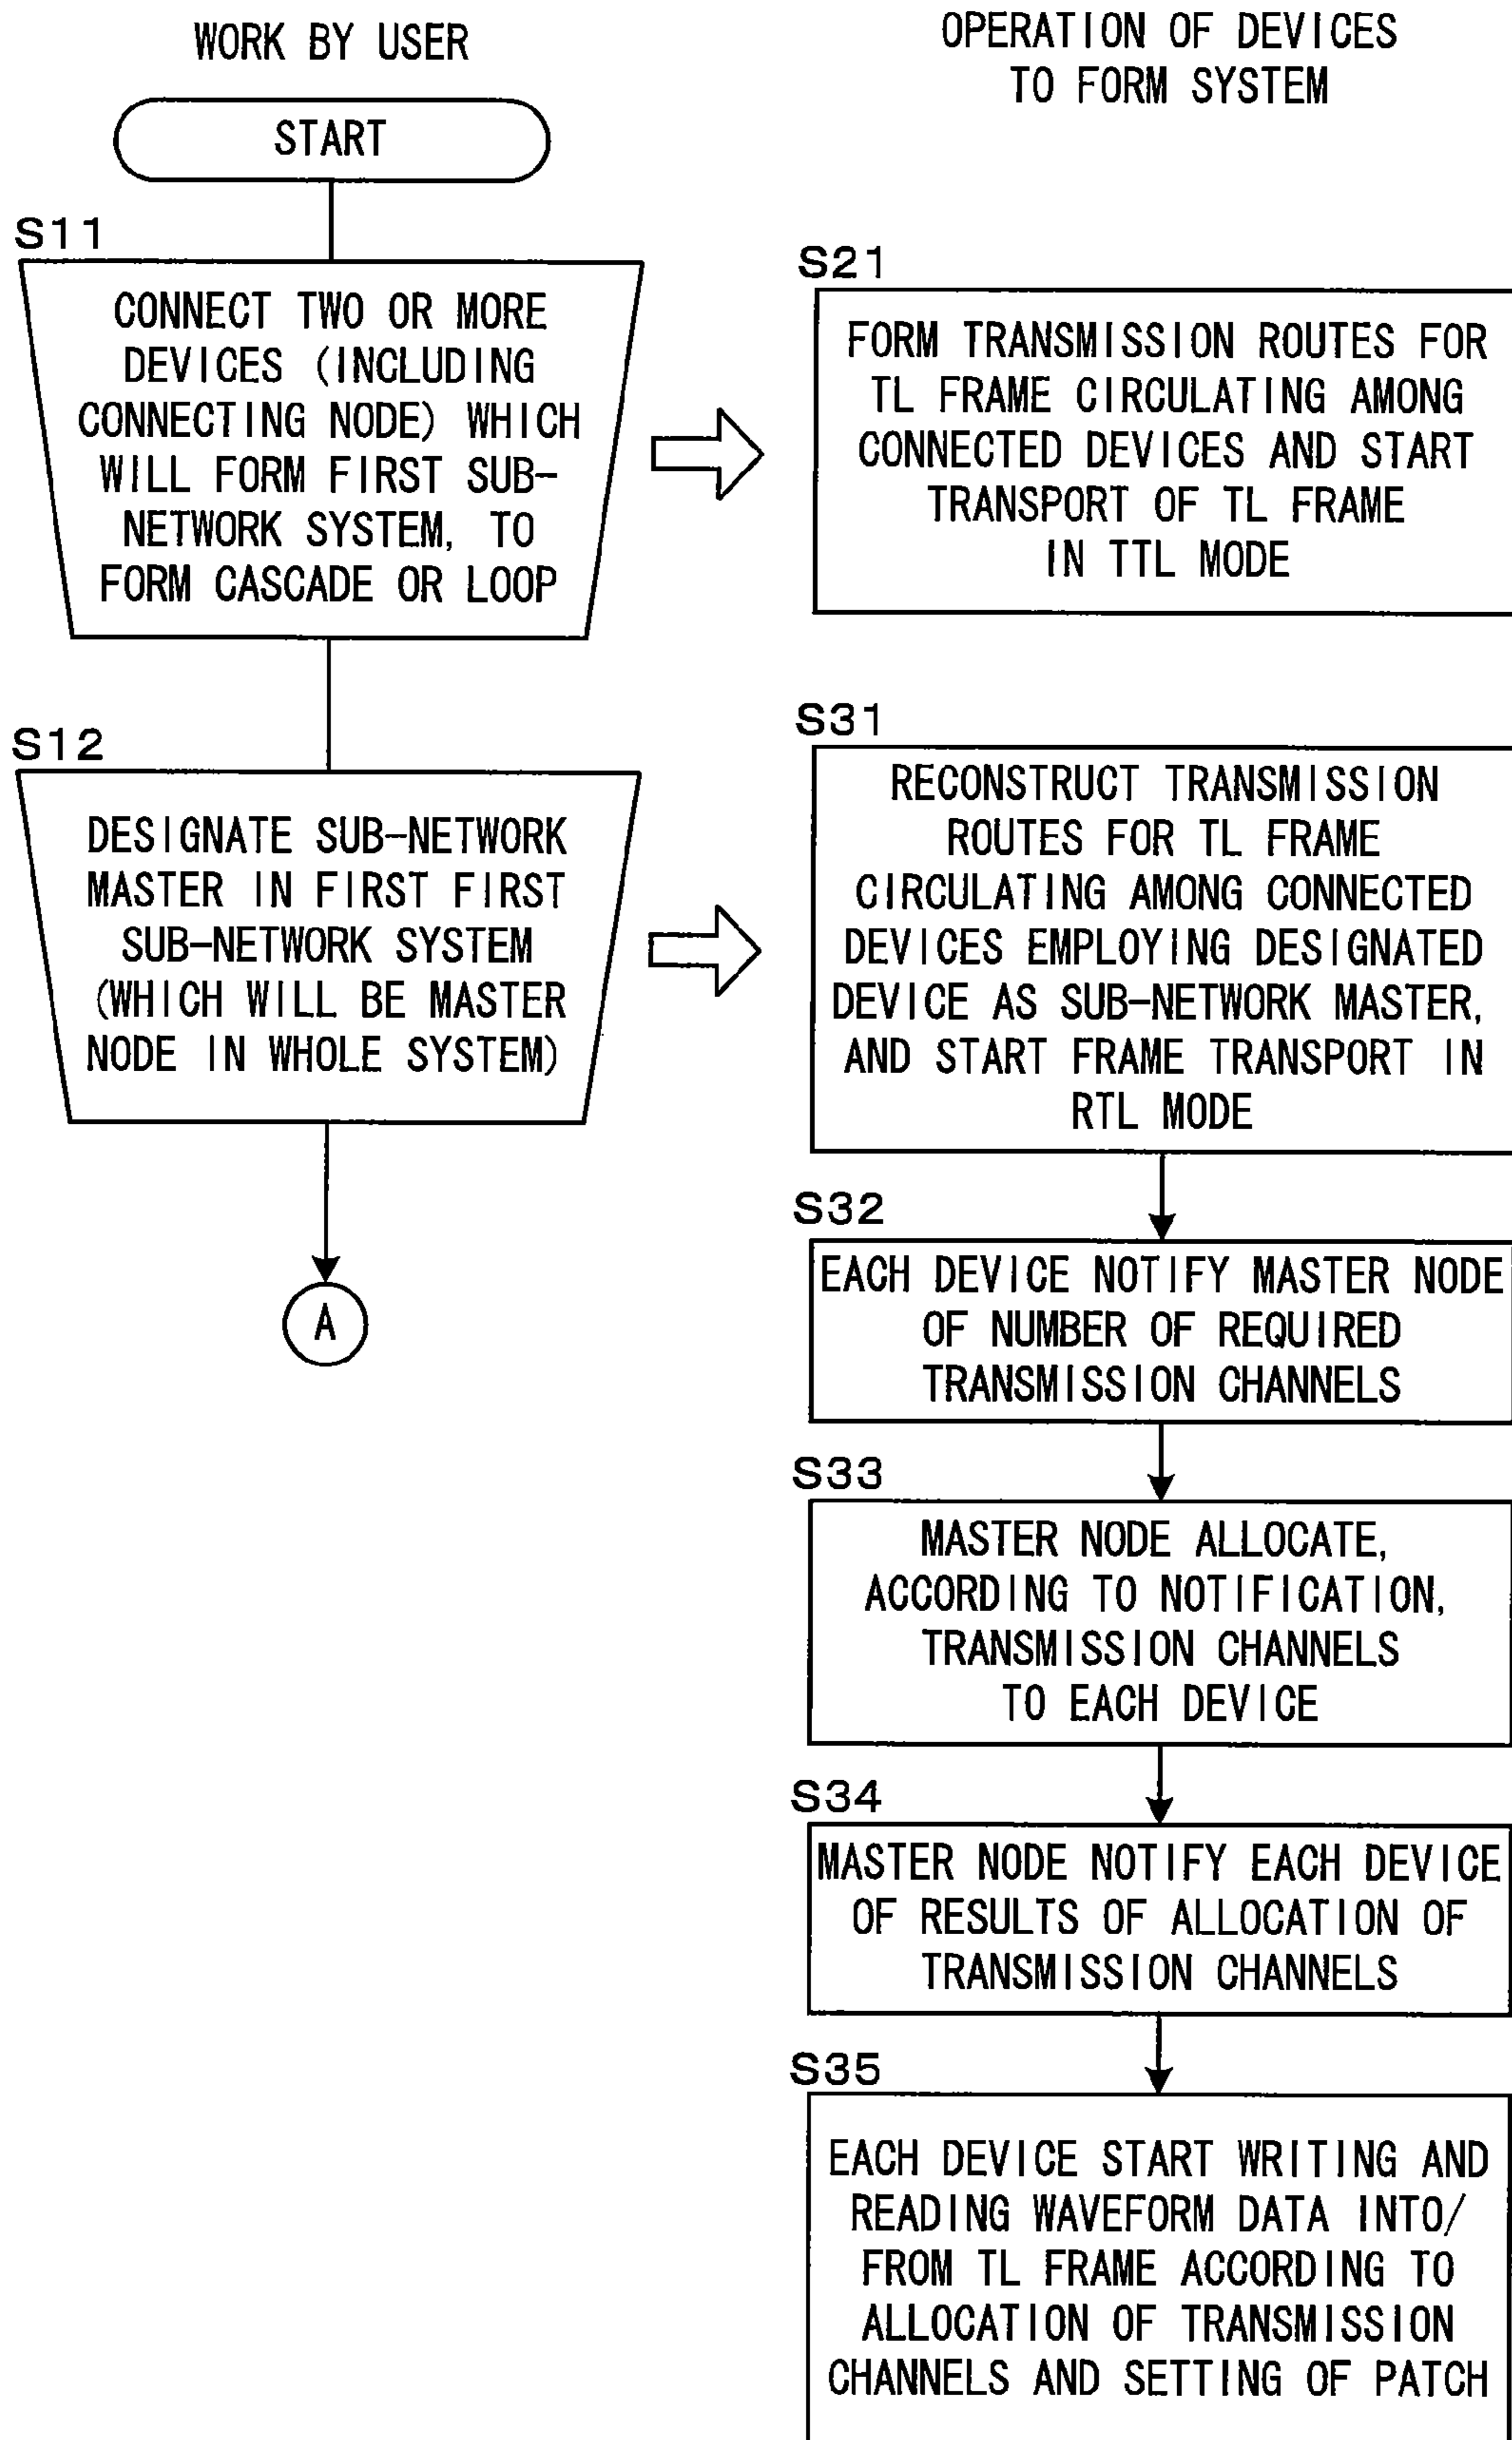 WORK BY USER
START
S11
CONNECT TWO OR MORE
DEVICES (INCLUDING
CONNECTING NODE) WHICH
WILL FORM FIRST SUB-
NETWORK SYSTEM, TO
FORM CASCADE OR LOOP
S12
DESIGNATE SUB-NETWORK
MASTER IN FIRST FIRST
SUB-NETWORK SYSTEM
(WHICH WILL BE MASTER
NODE IN WHOLE SYSTEM)
A
OPERATION OF DEVICES
TO FORM SYSTEM
S21
FORM TRANSMISSION ROUTES FOR
TL FRAME CIRCULATING AMONG
CONNECTED DEVICES AND START
TRANSPORT OF TL FRAME
IN TTL MODE
S31
RECONSTRUCT TRANSMISSION
ROUTES FOR TL FRAME
CIRCULATING AMONG CONNECTED
DEVICES EMPLOYING DESIGNATED
DEVICE AS SUB-NETWORK MASTER,
AND START FRAME TRANSPORT IN
RTL MODE
S32
EACH DEVICE NOTIFY MASTER NODE
OF NUMBER OF REQUIRED
TRANSMISSION CHANNELS
S33
MASTER NODE ALLOCATE,
ACCORDING TO NOTIFICATION,
TRANSMISSION CHANNELS
TO EACH DEVICE
S34
MASTER NODE NOTIFY EACH DEVICE
OF RESULTS OF ALLOCATION OF
TRANSMISSION CHANNELS
S35
EACH DEVICE START WRITING AND
READING WAVEFORM DATA INTO/
FROM TL FRAME ACCORDING TO
ALLOCATION OF TRANSMISSION
CHANNELS AND SETTING OF PATCH